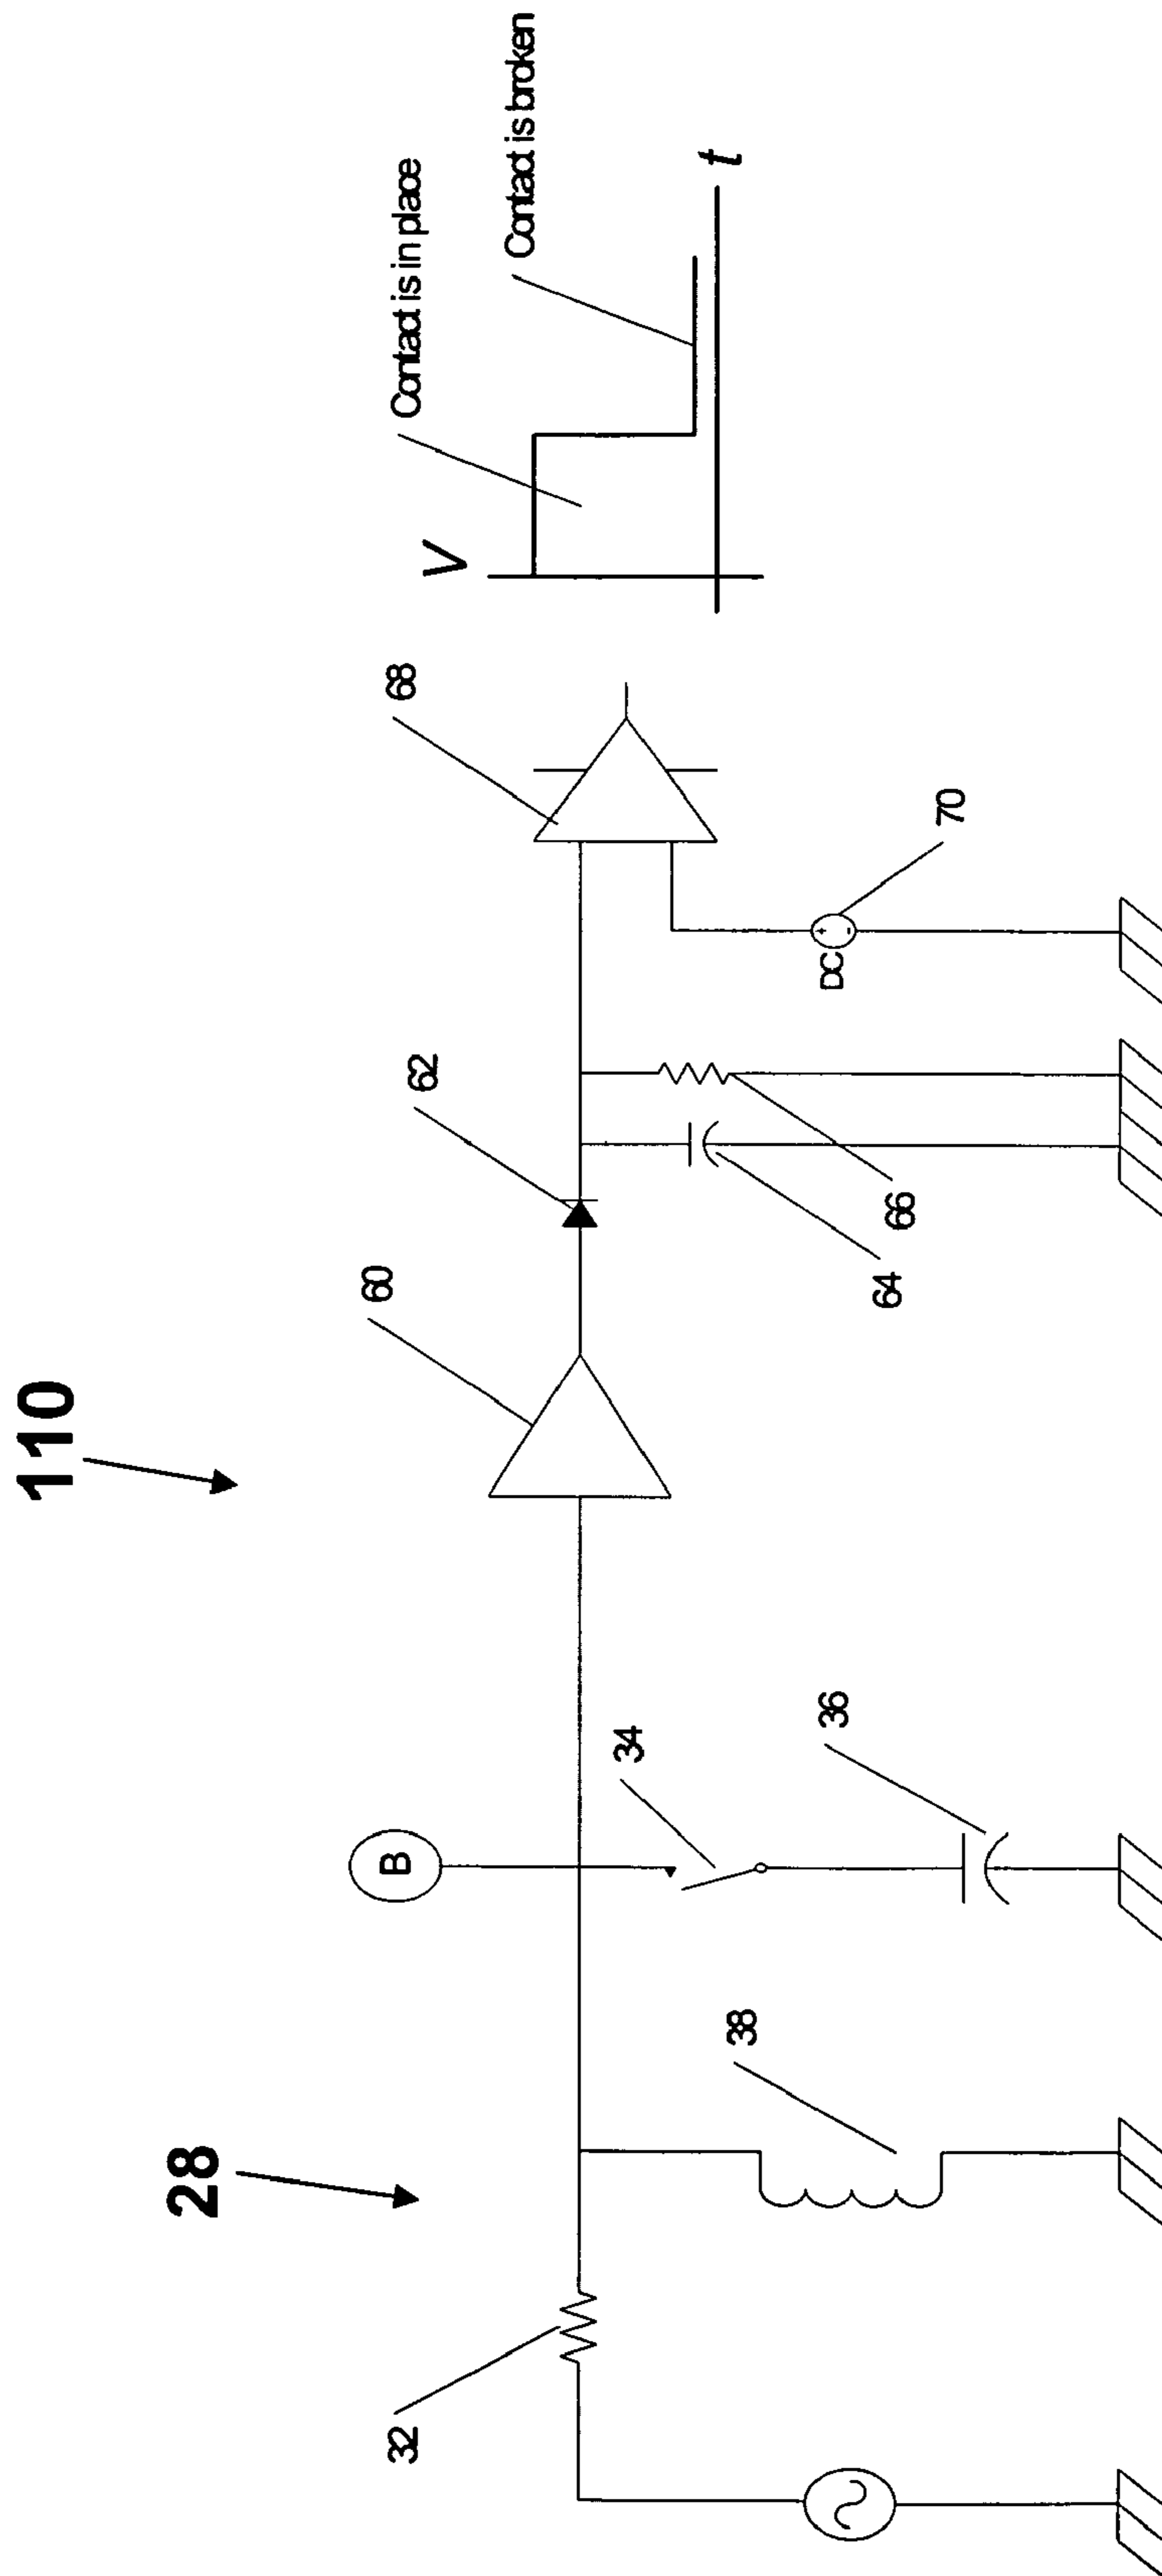 110
28
32
38
B
34
36
60
62
64
66
68
DC
+
-
70
V
t
Contact is in place
Contact is broken